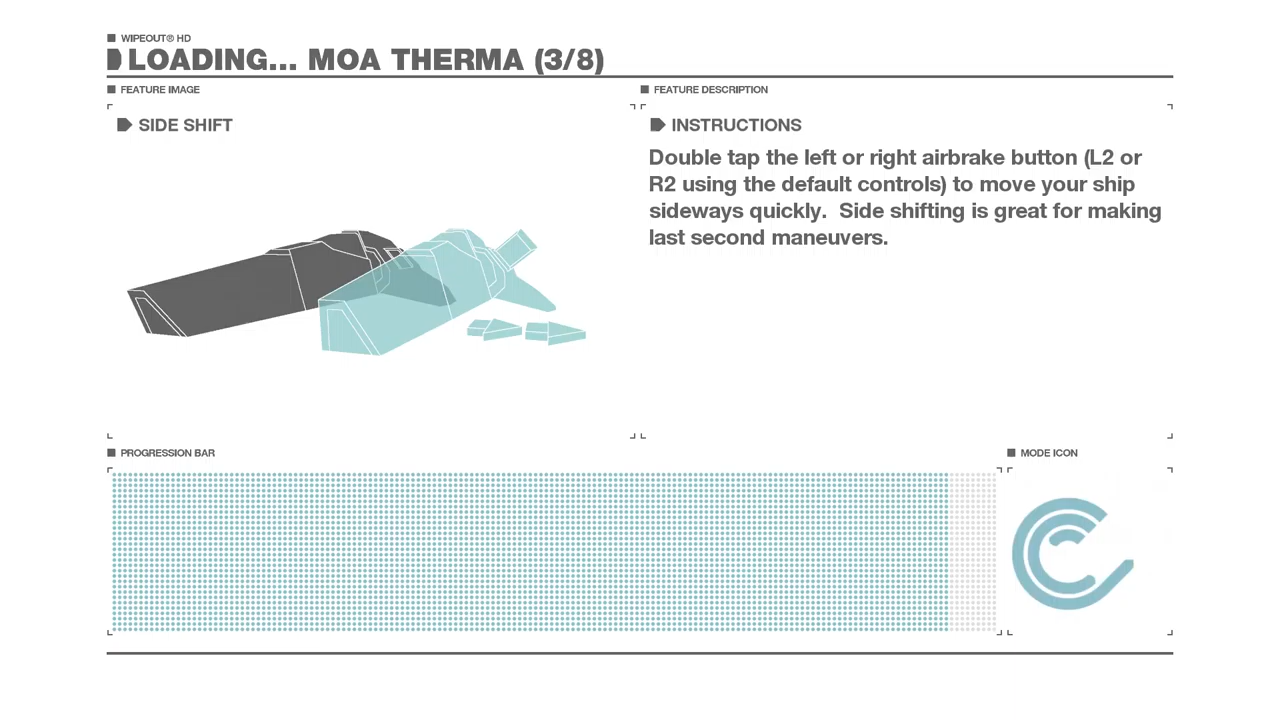 WIPEOUT® HD
LOADING... MOA THERMA (3/8)
FEATURE IMAGE
SIDE SHIFT
FEATURE DESCRIPTION
INSTRUCTIONS
Double tap the left or right airbrake button (L2 or
R2 using the default controls) to move your ship
sideways quickly.  Side shifting is great for making
last second maneuvers.
PROGRESSION BAR
MODE ICON